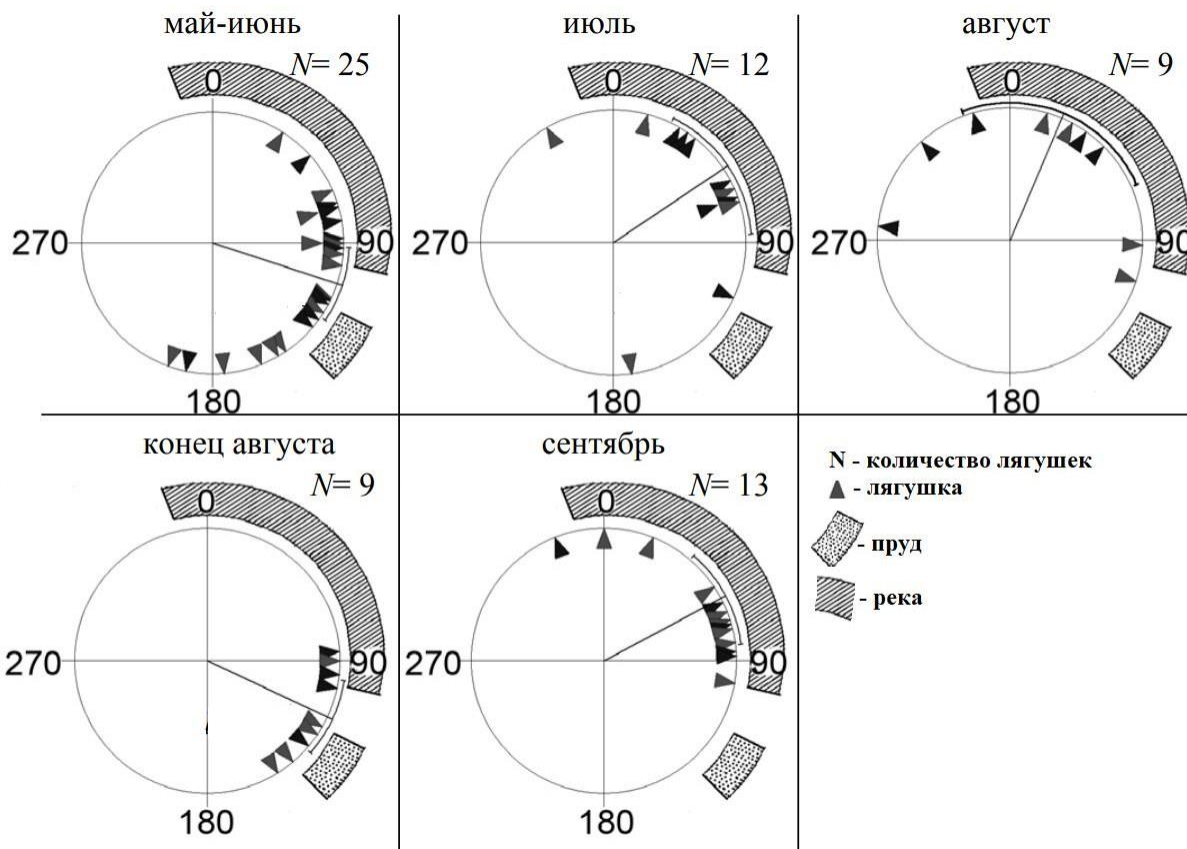 май-июнь
N= 25
0
270
90
180
июль
N= 12
0
270
90
180
август
N= 9
0
270
90
180
конец августа
N= 9
0
270
90
180
сентябрь
N= 13
0
270
90
180
N - количество лягушек
- лягушка
- пруд
- река